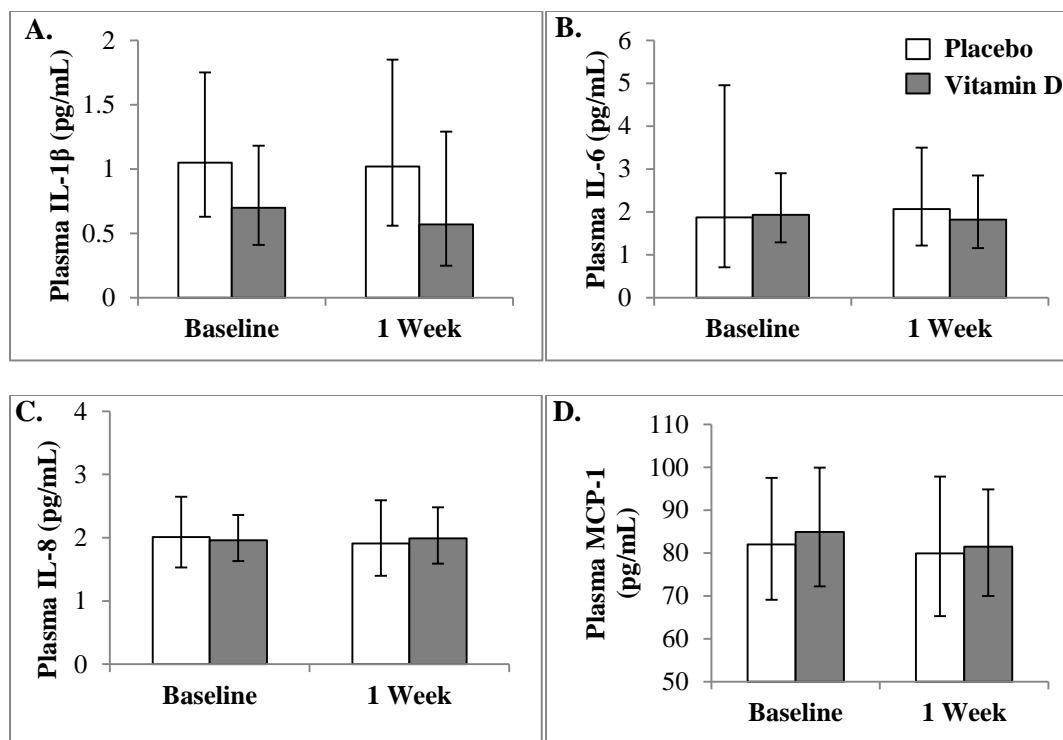 A.
Plasma IL-1β (pg/mL)
2
1.5
1
0.5
0
Baseline
1 Week
B.
Plasma IL-6 (pg/mL)
6
5
4
3
2
1
0
Placebo
Vitamin D
Baseline
1 Week
C.
Plasma IL-8 (pg/mL)
4
3
2
1
0
Baseline
1 Week
D.
Plasma MCP-1
(pg/mL)
110
100
90
80
70
60
50
Baseline
1 Week